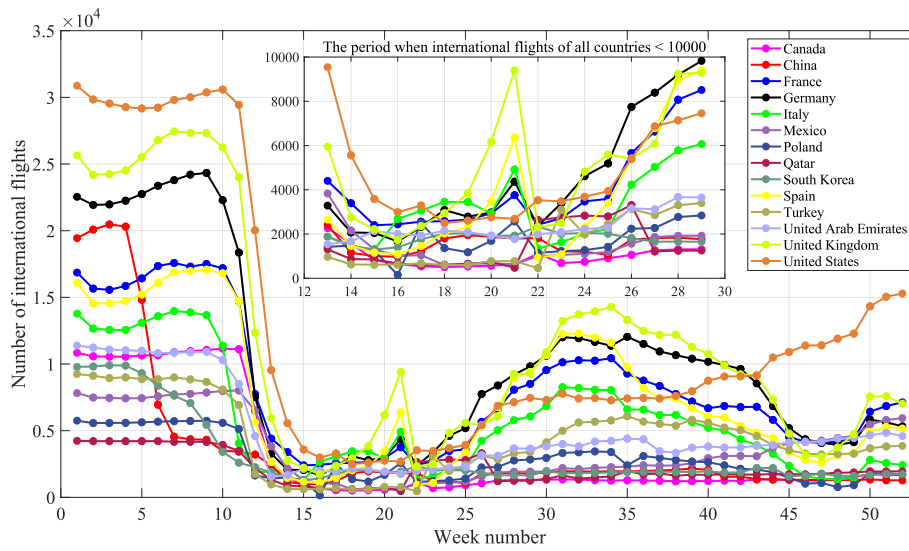 ×10⁴
3.5
3
2.5
2
1.5
1
0.5
0
0 5 10 15 20 25 30 35 40 45 50
Number of international flights
Week number
The period when international flights of all countries < 10000
10000
8000
6000
4000
2000
0
12 14 16 18 20 22 24 26 28 30
Canada
China
France
Germany
Italy
Mexico
Poland
Qatar
South Korea
Spain
Turkey
United Arab Emirates
United Kingdom
United States